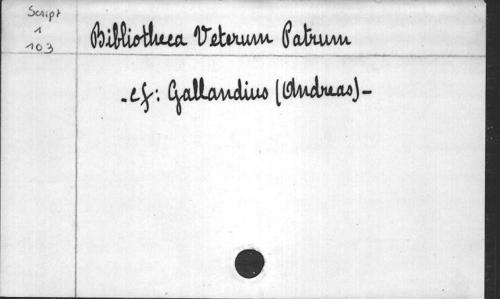 Script
1
103
Bibliotheca Veterum Patrum
- cf: Gallandius (Andreas) -